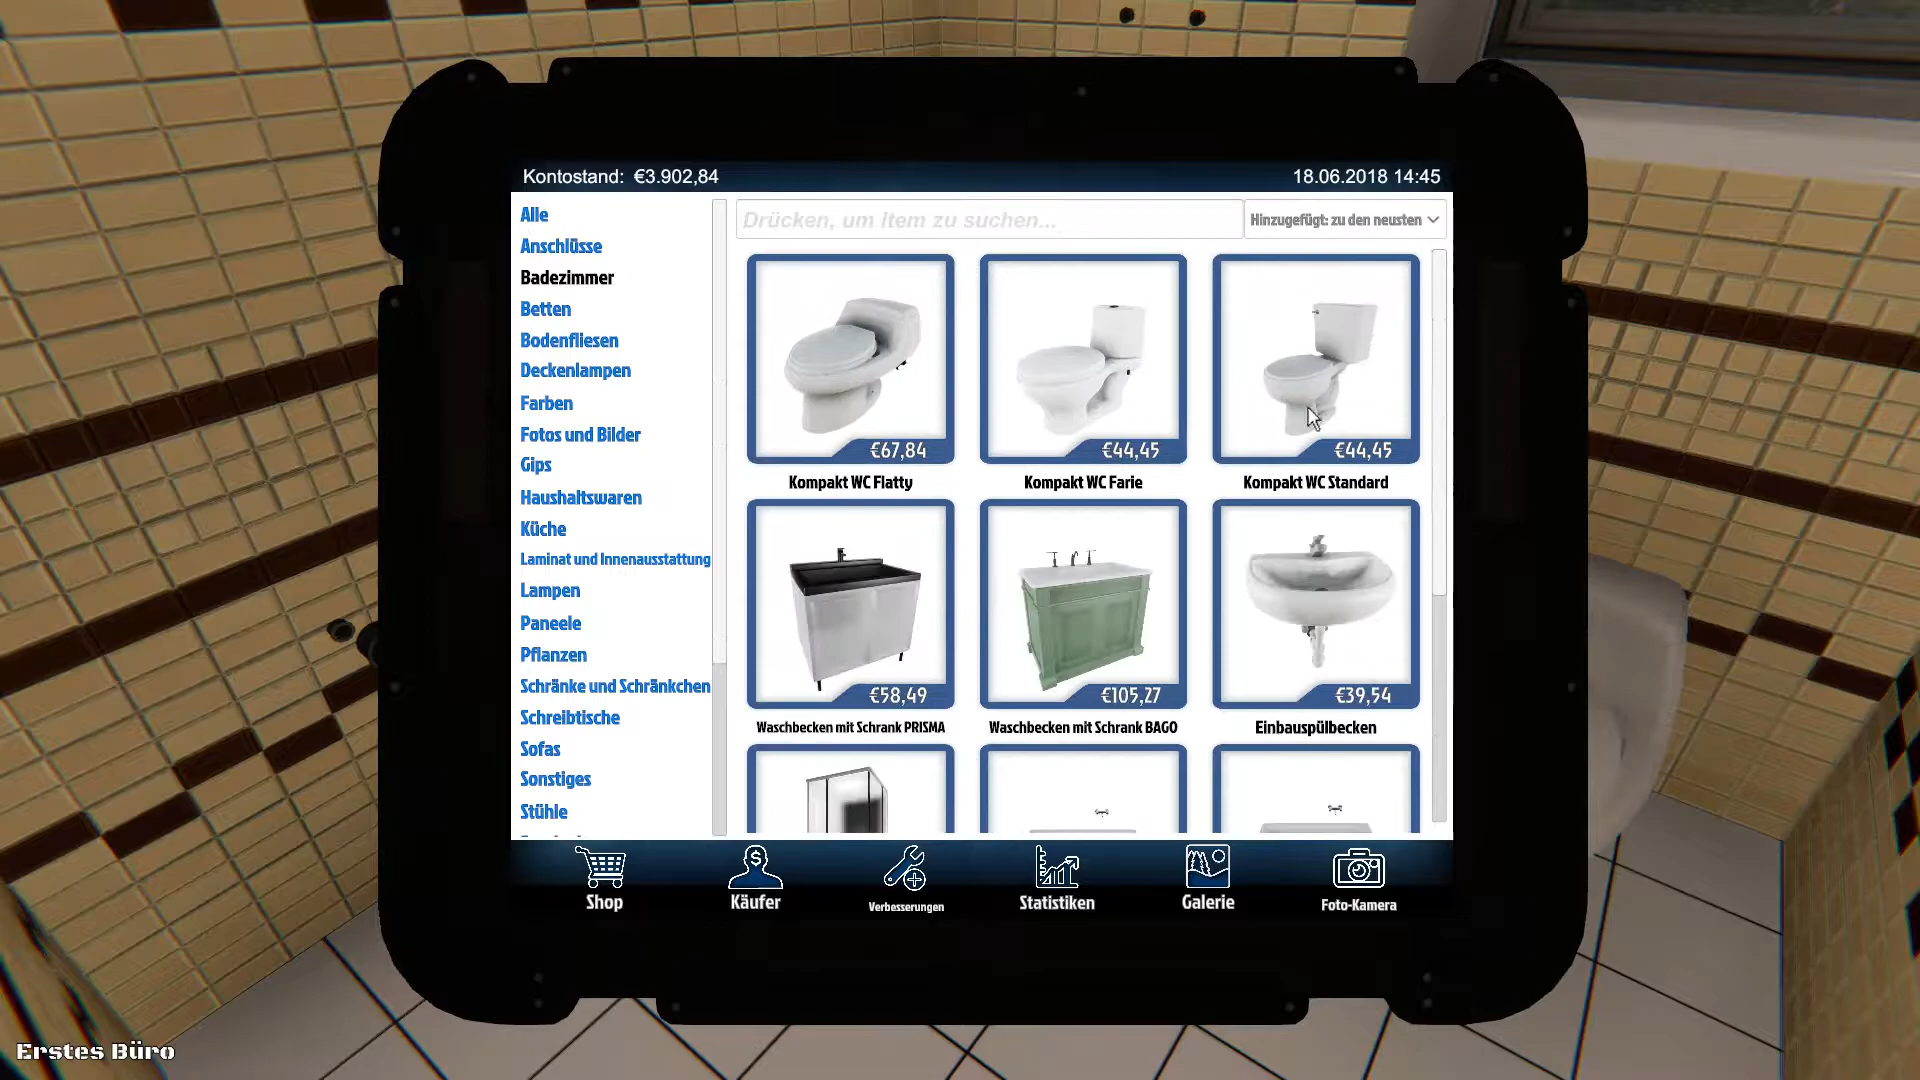 Kontostand: €3.902,84
18.06.2018 14:45
Alle
Anschlüsse
Badezimmer
Betten
Bodenfliesen
Deckenlampen
Farben
Fotos und Bilder
Gips
Haushaltswaren
Küche
Laminat und Innenausstattung
Lampen
Paneele
Pflanzen
Schränke und Schränkchen
Schreibtische
Sofas
Sonstiges
Stühle
Drücken, um Item zu suchen...
Hinzugefügt: zu den neusten
€67,84
€44,45
€44,45
Kompakt WC Flatty
Kompakt WC Farie
Kompakt WC Standard
€58,49
€105,27
€39,54
Waschbecken mit Schrank PRISMA
Waschbecken mit Schrank BAGO
Einbauspülbecken
Shop
Käufer
Verbesserungen
Statistiken
Galerie
Foto-Kamera
Erstes Büro